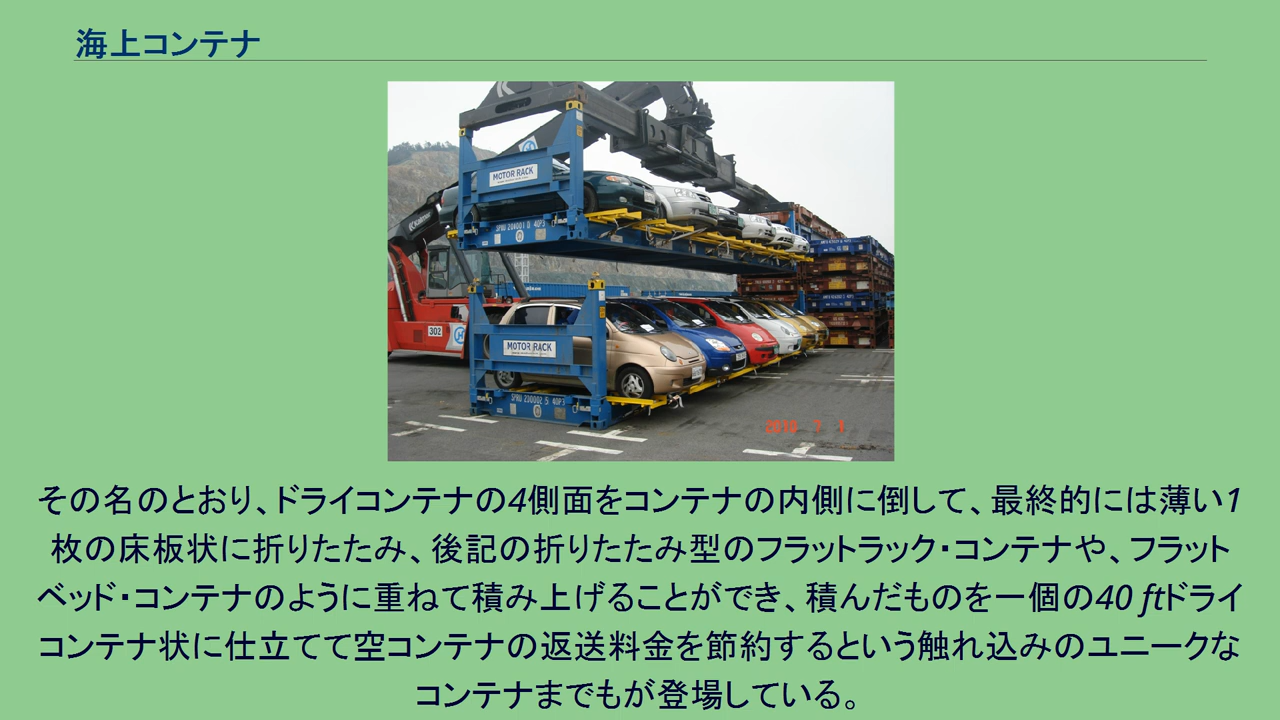 海上コンテナ
MOTOR RACK
SPRU 200001 0 40P3
302
MOTOR RACK
SPRU 200002 5 40P3
2010 7 1
その名のとおり、ドライコンテナの4側面をコンテナの内側に倒して、最終的には薄い1
枚の床板状に折りたたみ、後記の折りたたみ型のフラットラック・コンテナや、フラット
ベッド・コンテナのように重ねて積み上げることができ、積んだものを一個の40 ftドライ
コンテナ状に仕立てて空コンテナの返送料金を節約するという触れ込みのユニークな
コンテナまでもが登場している。